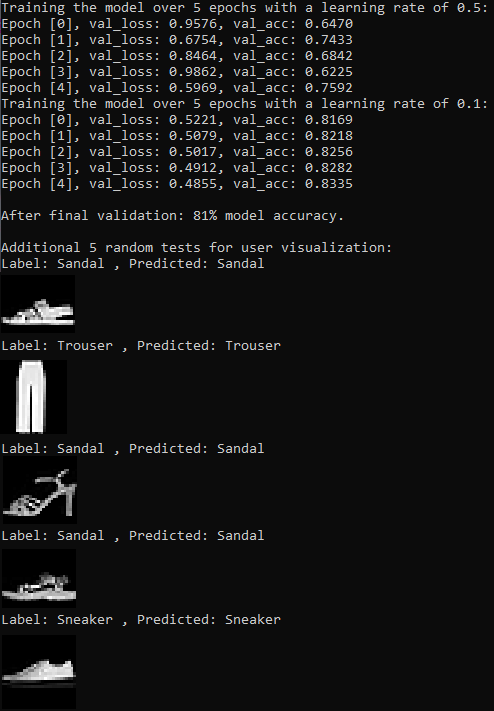 Training the model over 5 epochs with a learning rate of 0.5:
Epoch [0], val_loss: 0.9576, val_acc: 0.6470
Epoch [1], val_loss: 0.6754, val_acc: 0.7433
Epoch [2], val_loss: 0.8464, val_acc: 0.6842
Epoch [3], val_loss: 0.9862, val_acc: 0.6225
Epoch [4], val_loss: 0.5969, val_acc: 0.7592
Training the model over 5 epochs with a learning rate of 0.1:
Epoch [0], val_loss: 0.5221, val_acc: 0.8169
Epoch [1], val_loss: 0.5079, val_acc: 0.8218
Epoch [2], val_loss: 0.5017, val_acc: 0.8256
Epoch [3], val_loss: 0.4912, val_acc: 0.8282
Epoch [4], val_loss: 0.4855, val_acc: 0.8335
After final validation: 81% model accuracy.
Additional 5 random tests for user visualization:
Label: Sandal , Predicted: Sandal
Label: Trouser , Predicted: Trouser
Label: Sandal , Predicted: Sandal
Label: Sandal , Predicted: Sandal
Label: Sneaker , Predicted: Sneaker